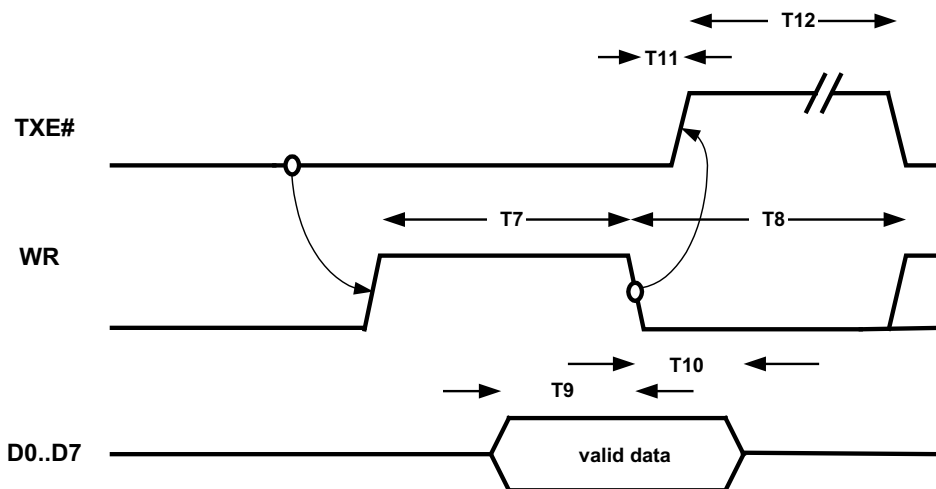 T12
T11
TXE#
T7
T8
WR
T10
T9
D0..D7
valid data